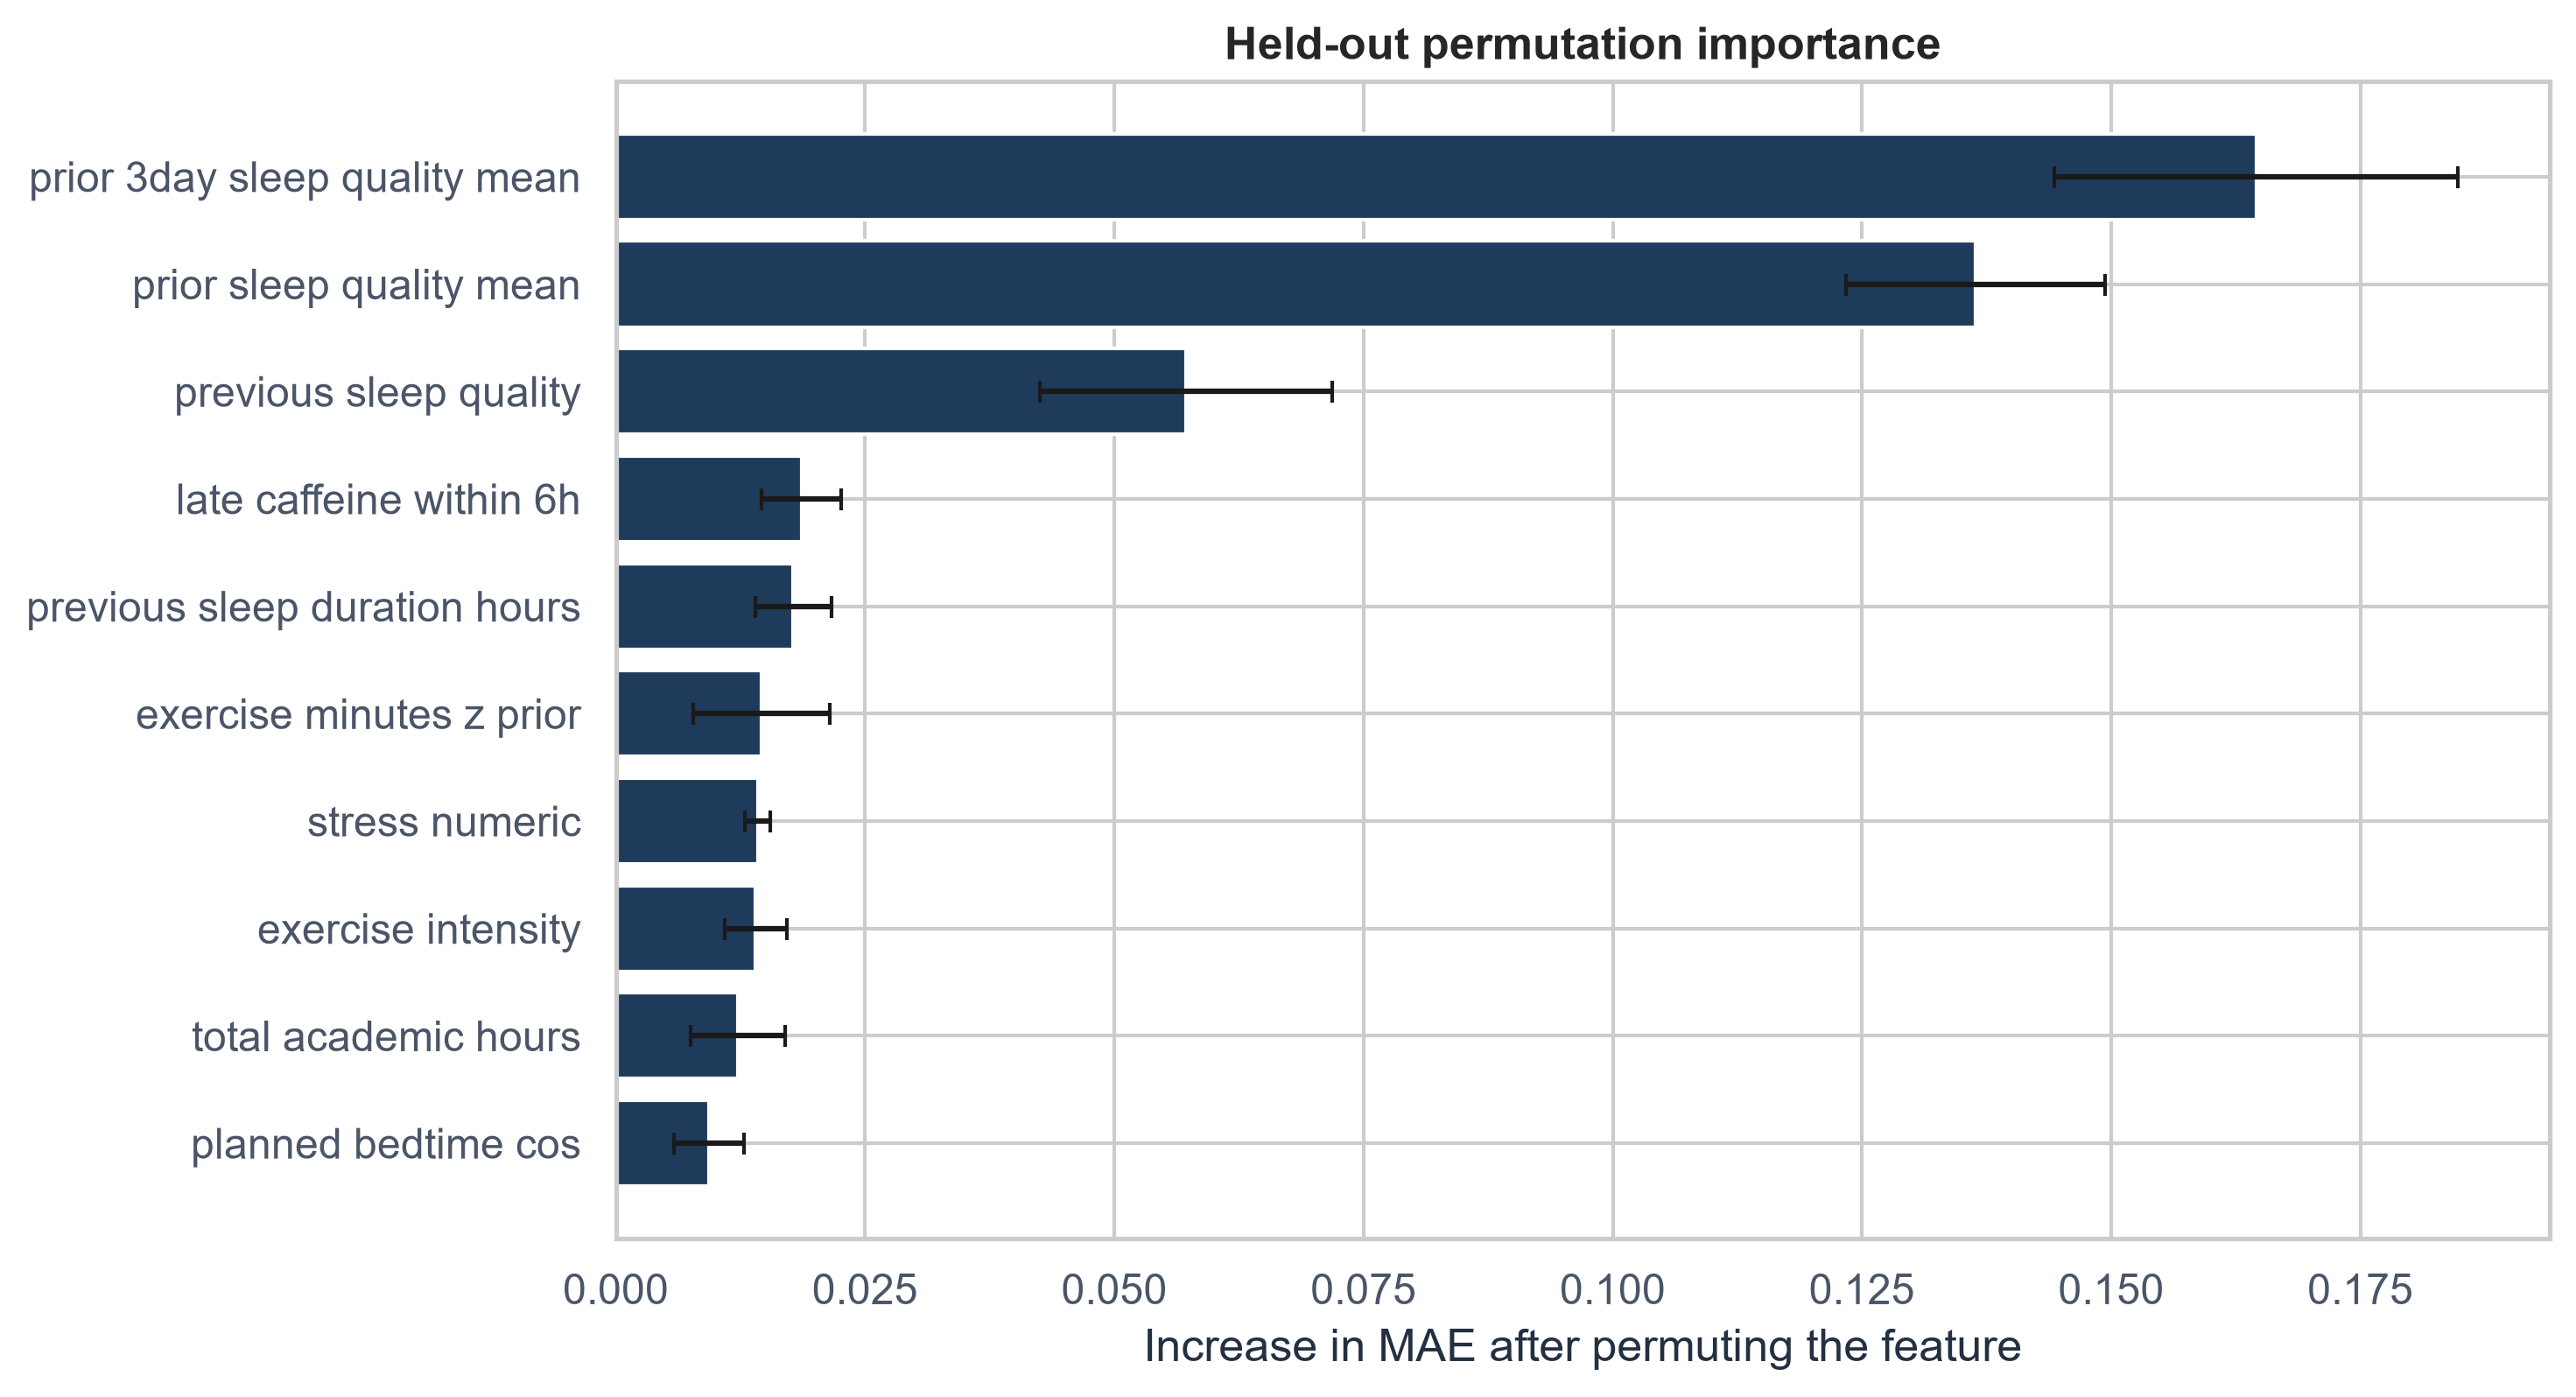 Held-out permutation importance
prior 3day sleep quality mean
prior sleep quality mean
previous sleep quality
late caffeine within 6h
previous sleep duration hours
exercise minutes z prior
stress numeric
exercise intensity
total academic hours
planned bedtime cos
0.000 0.025 0.050 0.075 0.100 0.125 0.150 0.175
Increase in MAE after permuting the feature